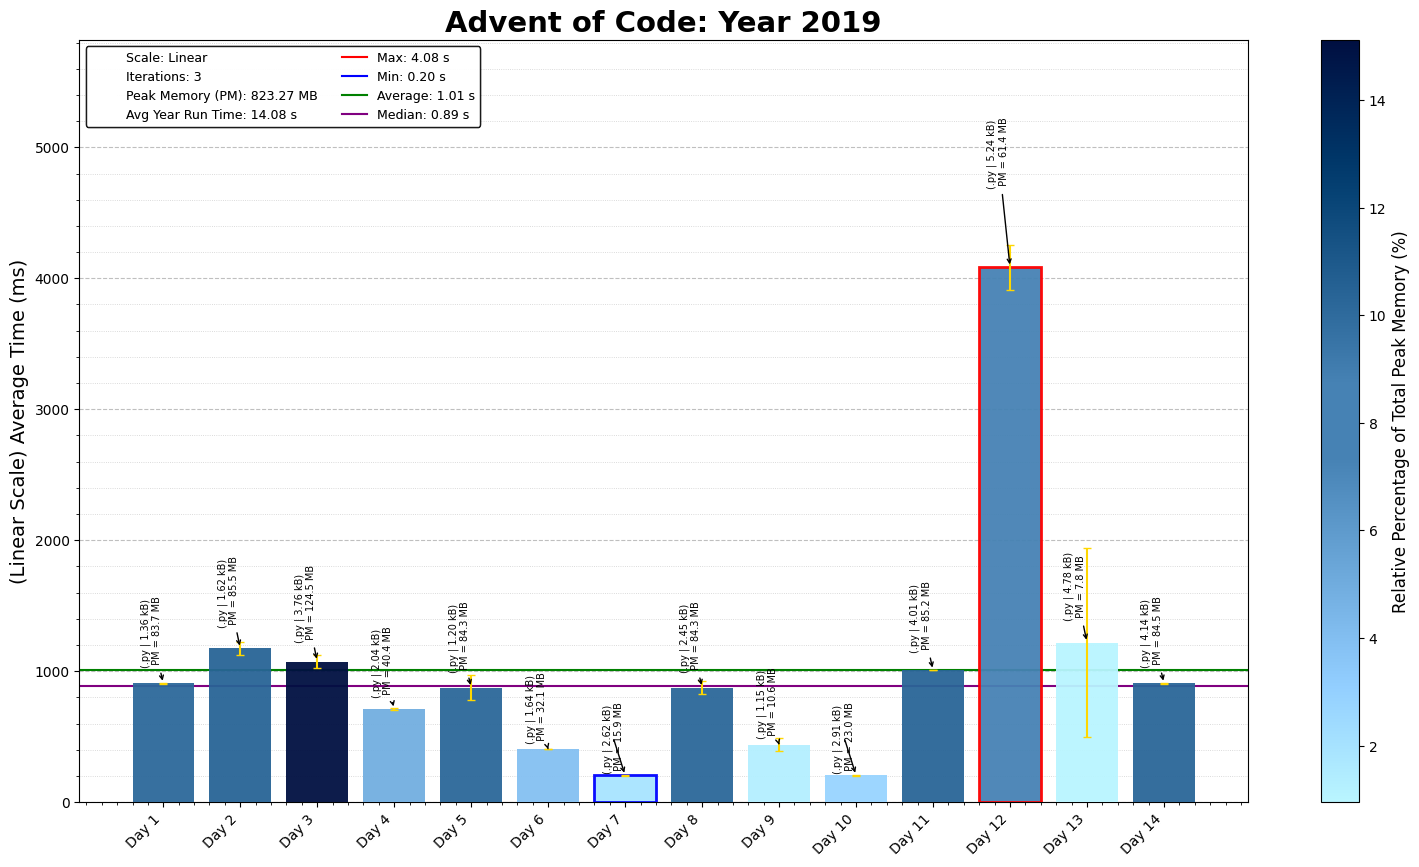 Advent of Code: Year 2019
Scale: Linear
Iterations: 3
Peak Memory (PM): 823.27 MB
Avg Year Run Time: 14.08 s
Max: 4.08 s
Min: 0.20 s
Average: 1.01 s
Median: 0.89 s
(Linear Scale) Average Time (ms)
5000
4000
3000
2000
1000
0
(.py | 1.36 kB)
PM = 83.7 MB
(.py | 1.62 kB)
PM = 85.5 MB
(.py | 3.76 kB)
PM = 124.5 MB
(.py | 2.04 kB)
PM = 40.4 MB
(.py | 1.20 kB)
PM = 84.3 MB
(.py | 1.64 kB)
PM = 32.1 MB
(.py | 2.62 kB)
PM = 15.9 MB
(.py | 2.45 kB)
PM = 84.3 MB
(.py | 1.15 kB)
PM = 10.6 MB
(.py | 2.91 kB)
PM = 23.0 MB
(.py | 4.01 kB)
PM = 85.2 MB
(.py | 5.24 kB)
PM = 61.4 MB
(.py | 4.78 kB)
PM = 7.8 MB
(.py | 4.14 kB)
PM = 84.5 MB
Day 1
Day 2
Day 3
Day 4
Day 5
Day 6
Day 7
Day 8
Day 9
Day 10
Day 11
Day 12
Day 13
Day 14
14
12
10
8
6
4
2
Relative Percentage of Total Peak Memory (%)